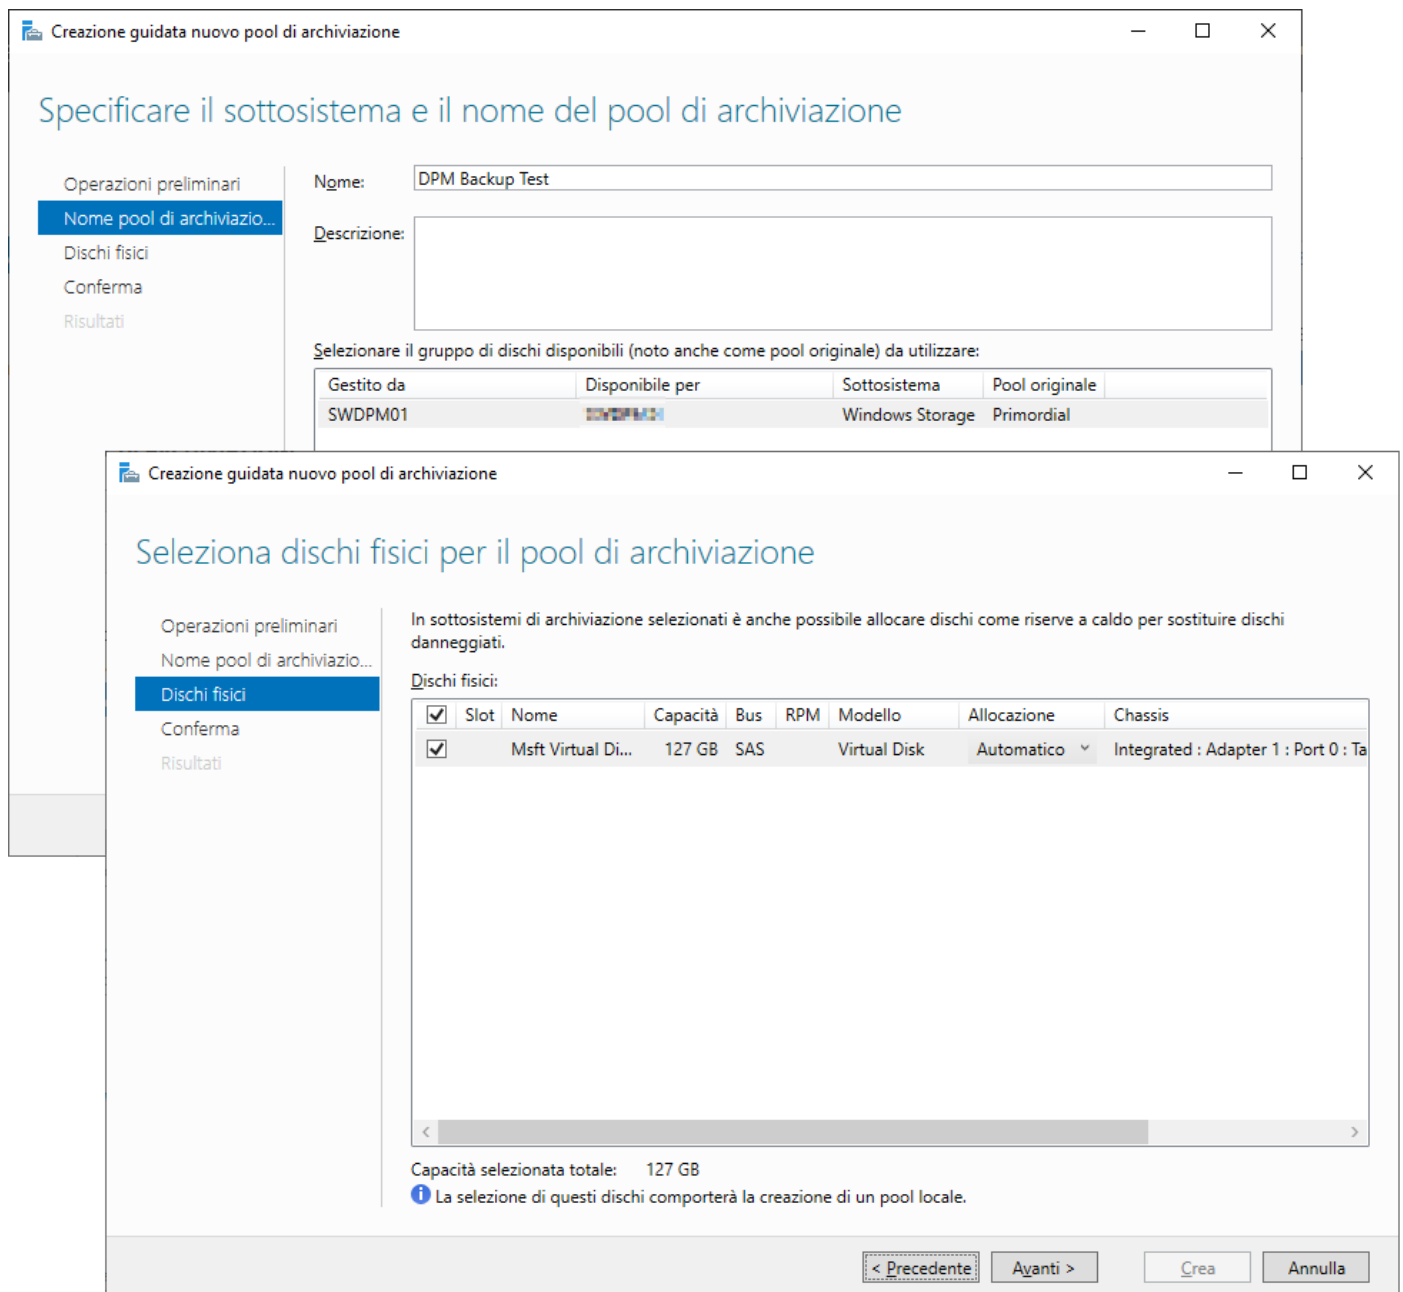 Creazione guidata nuovo pool di archiviazione
Specificare il sottosistema e il nome del pool di archiviazione
Operazioni preliminari
Nome pool di archiviazio...
Dischi fisici
Conferma
Risultati
Nome: DPM Backup Test
Descrizione:
Selezionare il gruppo di dischi disponibili (noto anche come pool originale) da utilizzare:
Gestito da Disponibile per Sottosistema Pool originale
SWDPM01 Windows Storage Primordial
Creazione guidata nuovo pool di archiviazione
Seleziona dischi fisici per il pool di archiviazione
Operazioni preliminari
Nome pool di archiviazio...
Dischi fisici
Conferma
Risultati
In sottosistemi di archiviazione selezionati è anche possibile allocare dischi come riserve a caldo per sostituire dischi
danneggiati.
Dischi fisici:
Slot Nome Capacità Bus RPM Modello Allocazione Chassis
Msft Virtual Di... 127 GB SAS Virtual Disk Automatico Integrated : Adapter 1 : Port 0 : Ta
Capacità selezionata totale: 127 GB
La selezione di questi dischi comporterà la creazione di un pool locale.
< Precedente Avanti > Crea Annulla